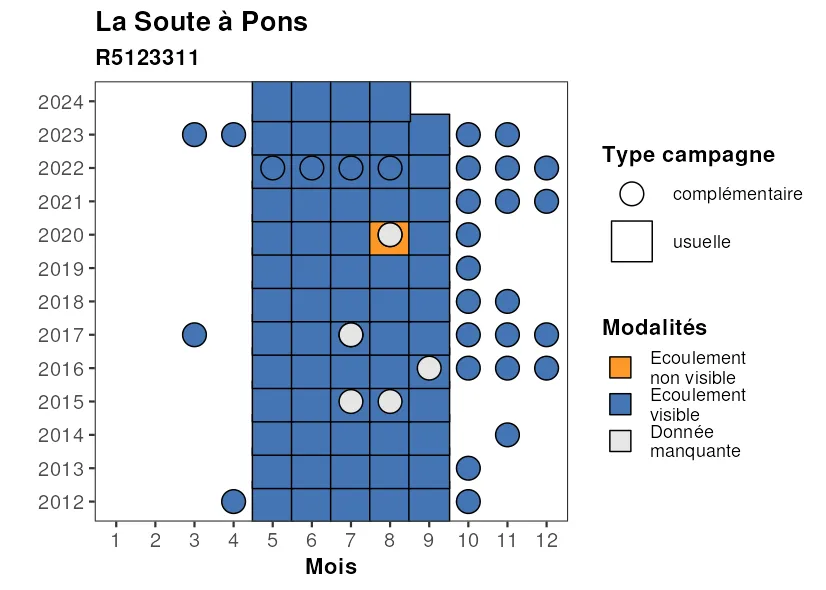 La Soute à Pons
R5123311
2024
2023
2022
2021
2020
2019
2018
2017
2016
2015
2014
2013
2012
1 2 3 4 5 6 7 8 9 10 11 12
Mois
Type campagne
complémentaire
usuelle
Modalités
Ecoulement
non visible
Ecoulement
visible
Donnée
manquante